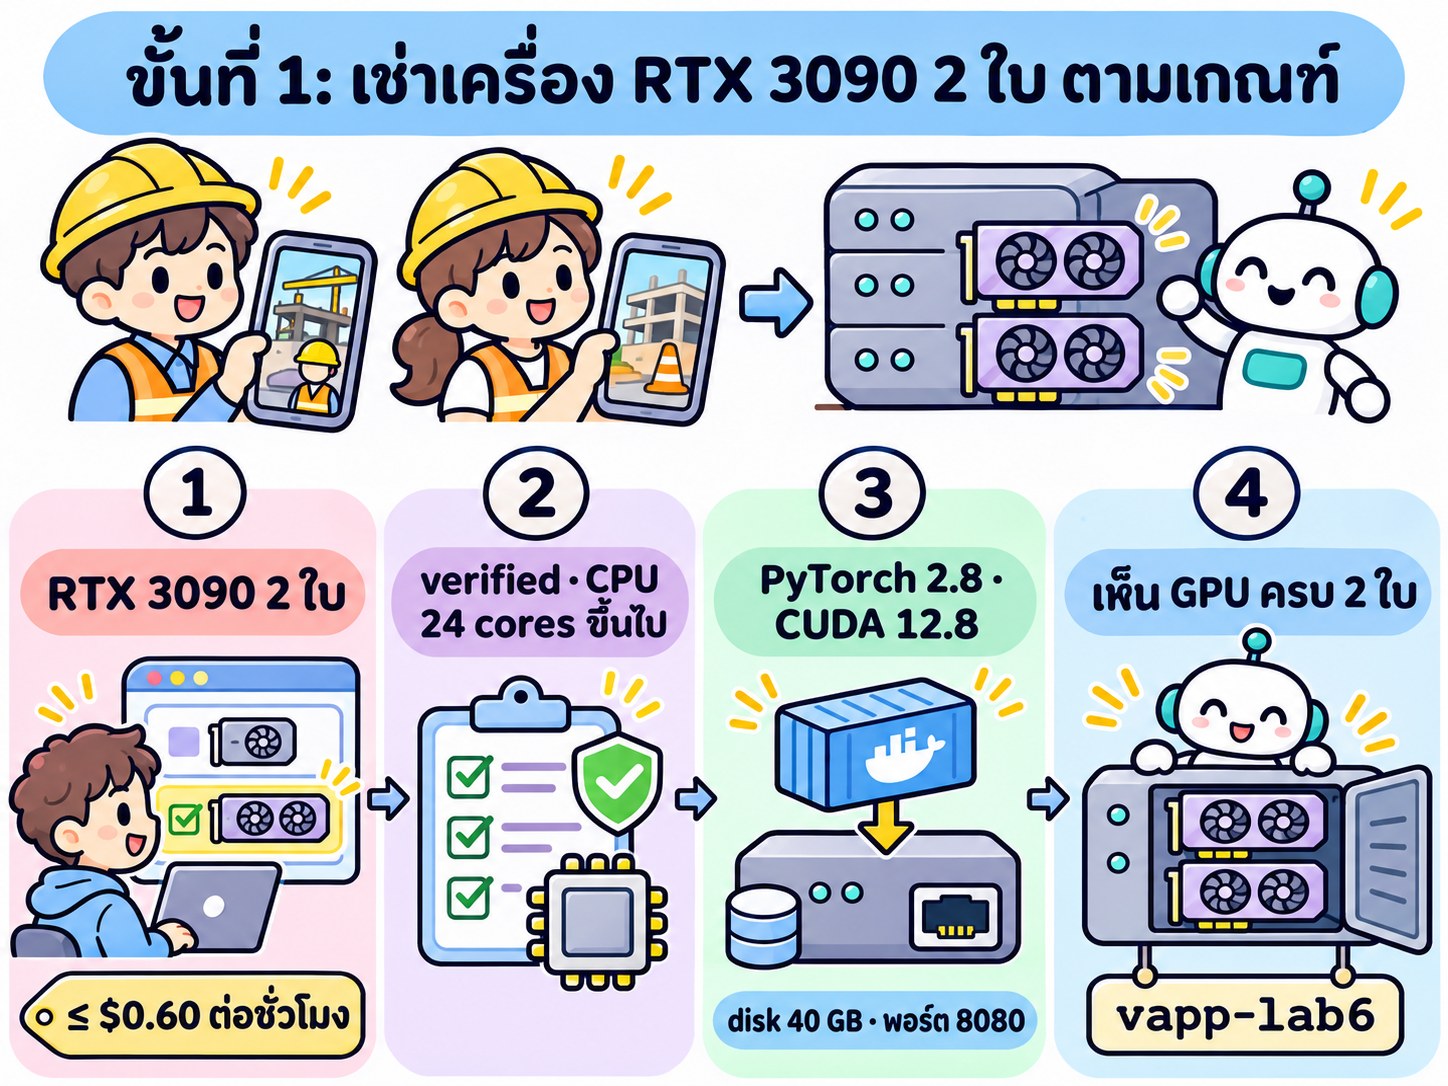 ขั้นที่ 1: เช่าเครื่อง RTX 3090 2 ใบ ตามเกณฑ์
1
RTX 3090 2 ใบ
≤ $0.60 ต่อชั่วโมง
2
verified · CPU
24 cores ขึ้นไป
3
PyTorch 2.8 ·
CUDA 12.8
disk 40 GB · พอร์ต 8080
4
เห็น GPU ครบ 2 ใบ
vapp-lab6